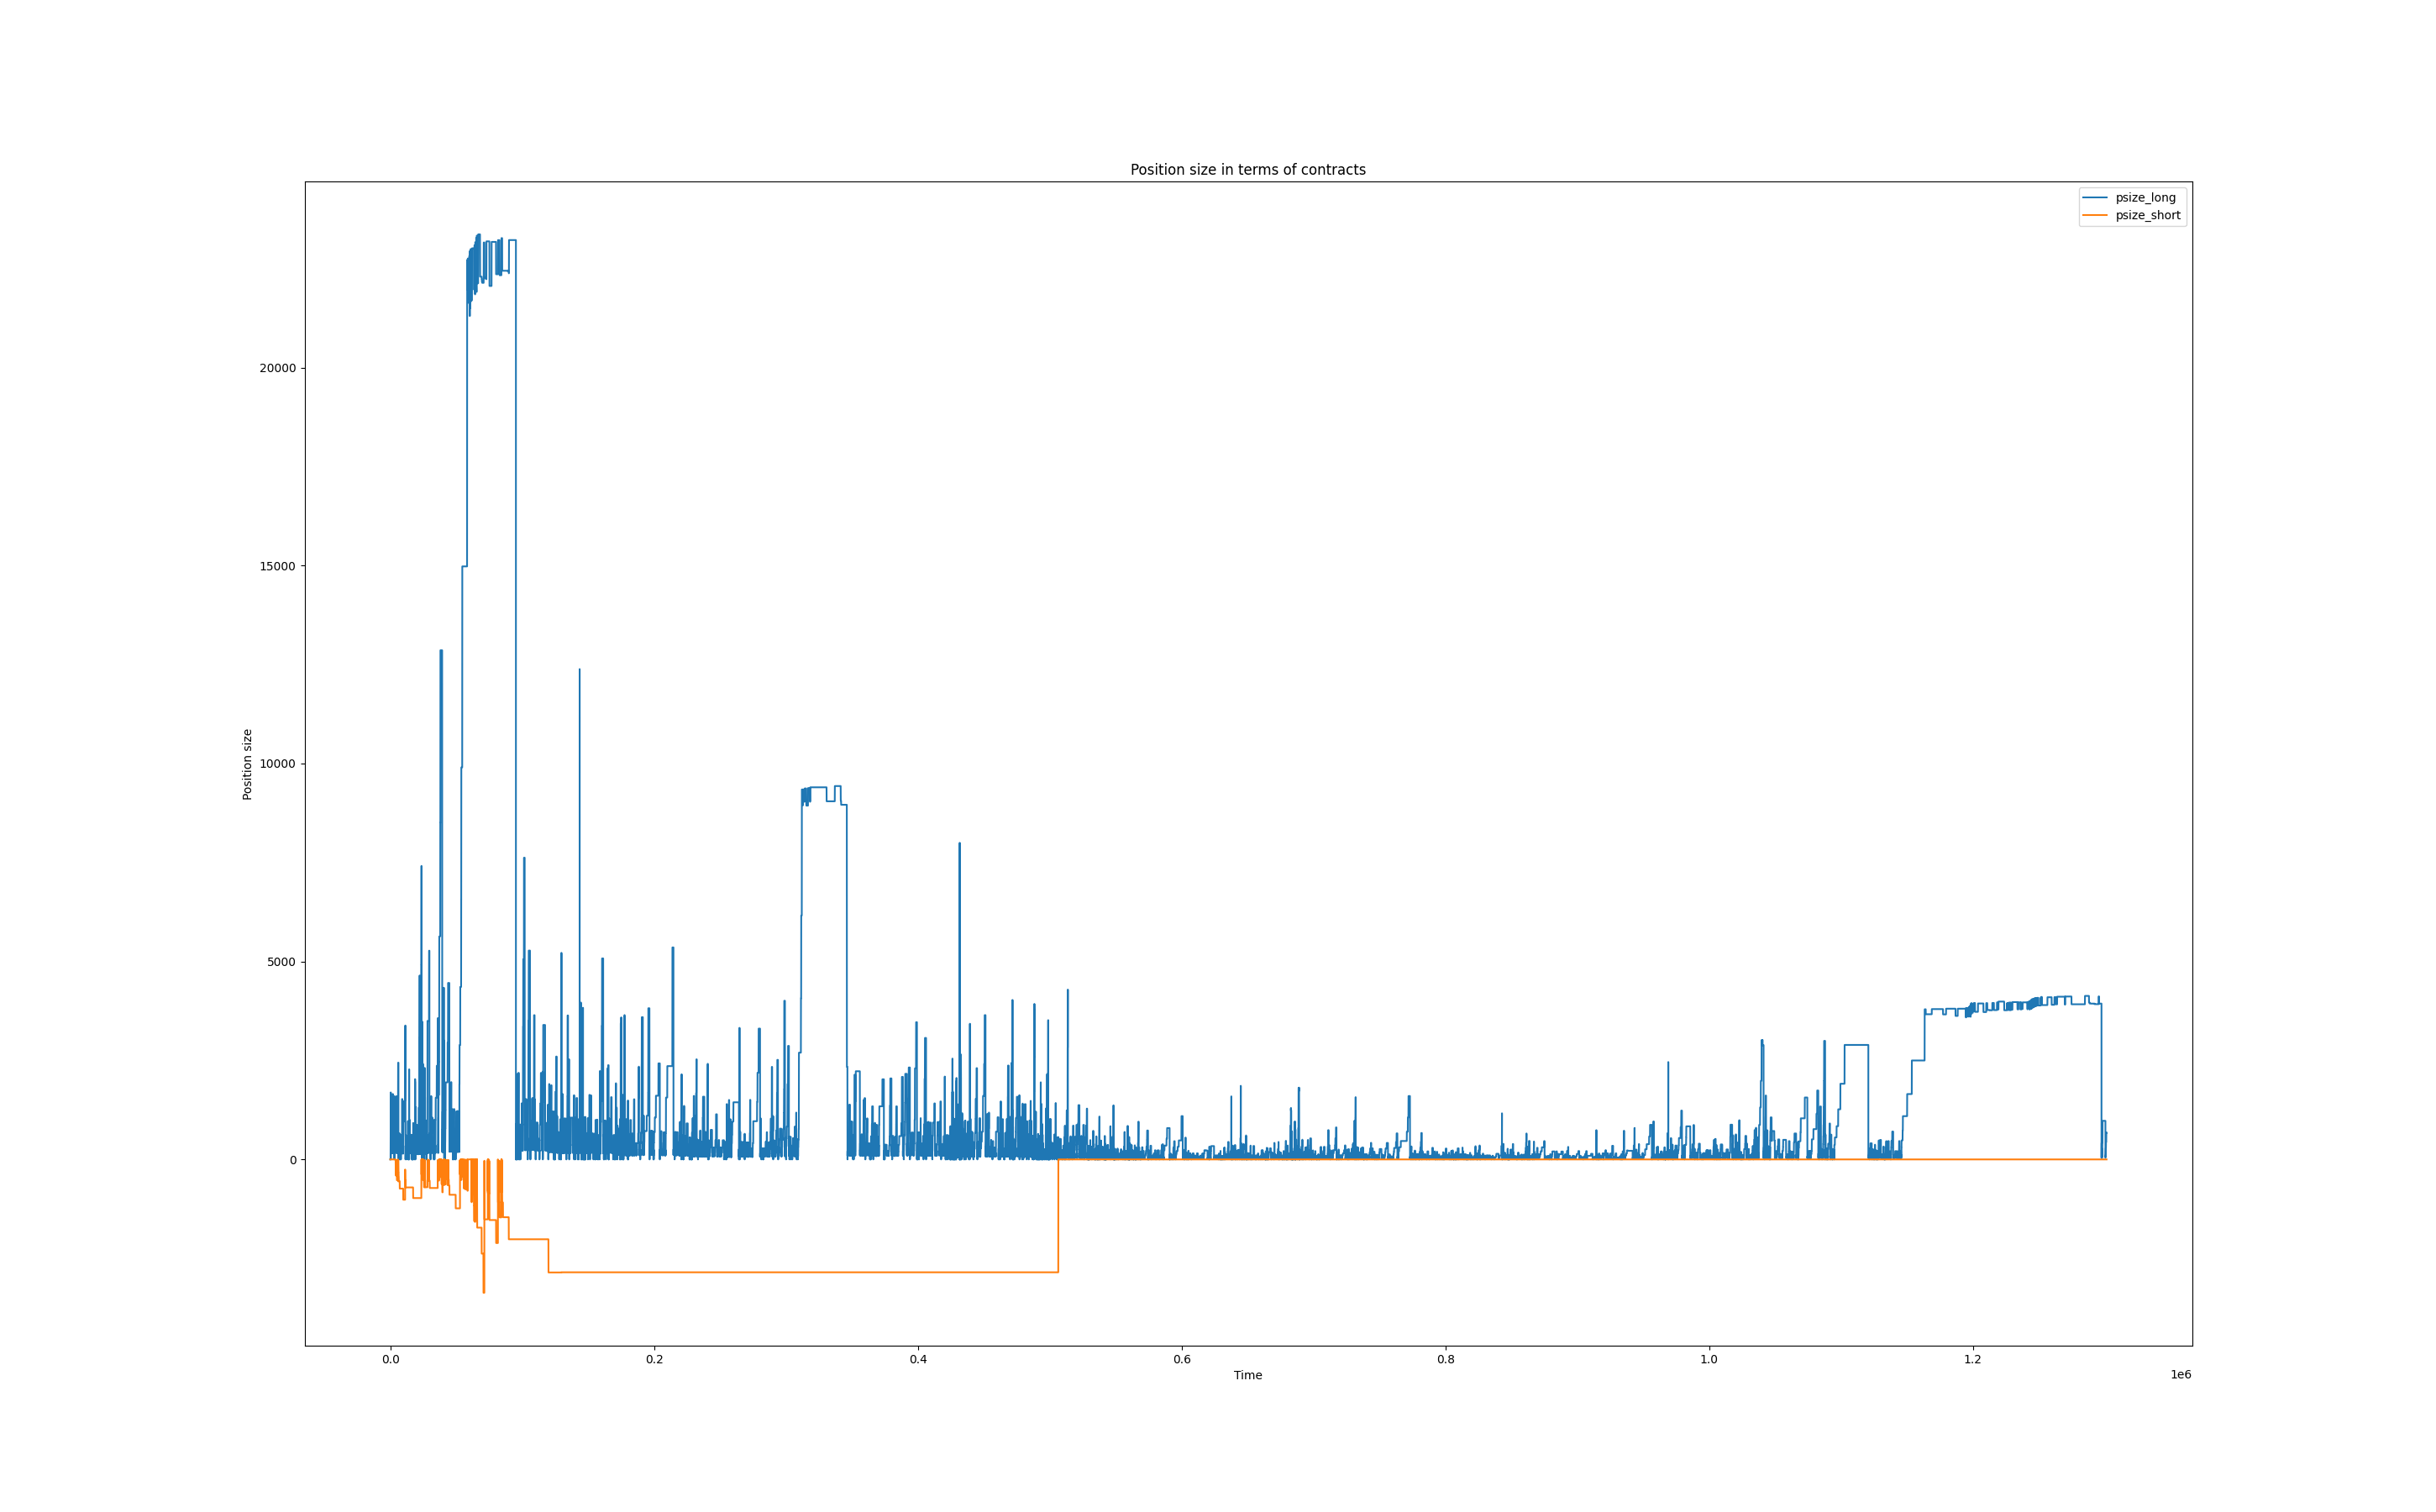 Position size in terms of contracts
psize_long
psize_short
Position size
20000
15000
10000
5000
0
0.0 0.2 0.4 0.6 0.8 1.0 1.2
Time
1e6